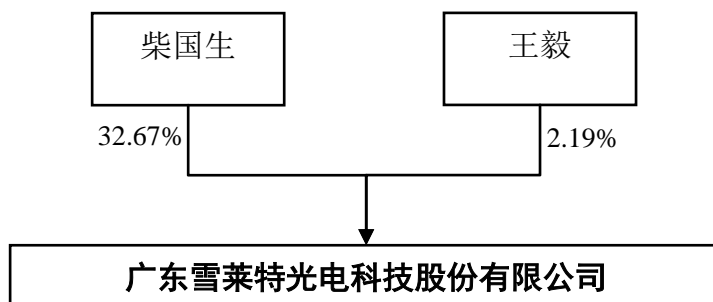 柴国生
王毅
32.67%
2.19%
广东雪莱特光电科技股份有限公司